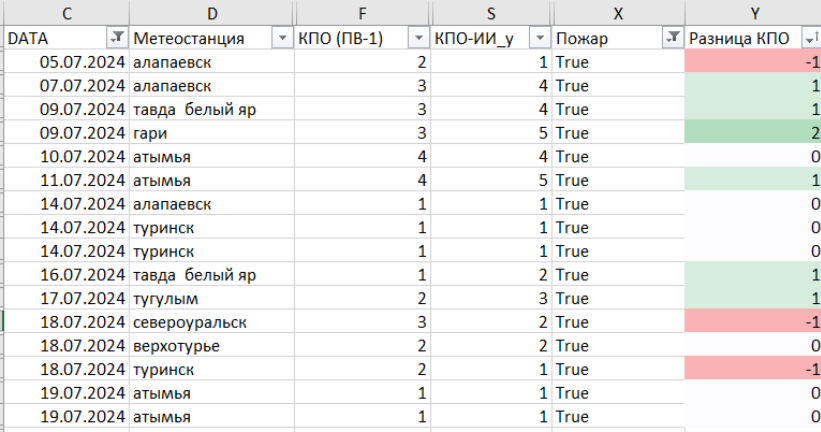 C D F S X Y
DATA Метеостанция КПО (ПВ-1) КПО-ИИ_у Пожар Разница КПО
05.07.2024 алапаевск 2 1 True -1
07.07.2024 алапаевск 3 4 True 1
09.07.2024 тавда белый яр 3 4 True 1
09.07.2024 гари 3 5 True 2
10.07.2024 атымья 4 4 True 0
11.07.2024 атымья 4 5 True 1
14.07.2024 алапаевск 1 1 True 0
14.07.2024 туринск 1 1 True 0
14.07.2024 туринск 1 1 True 0
16.07.2024 тавда белый яр 1 2 True 1
17.07.2024 тугулым 2 3 True 1
18.07.2024 североуральск 3 2 True -1
18.07.2024 верхотурье 2 2 True 0
18.07.2024 туринск 2 1 True -1
19.07.2024 атымья 1 1 True 0
19.07.2024 атымья 1 1 True 0